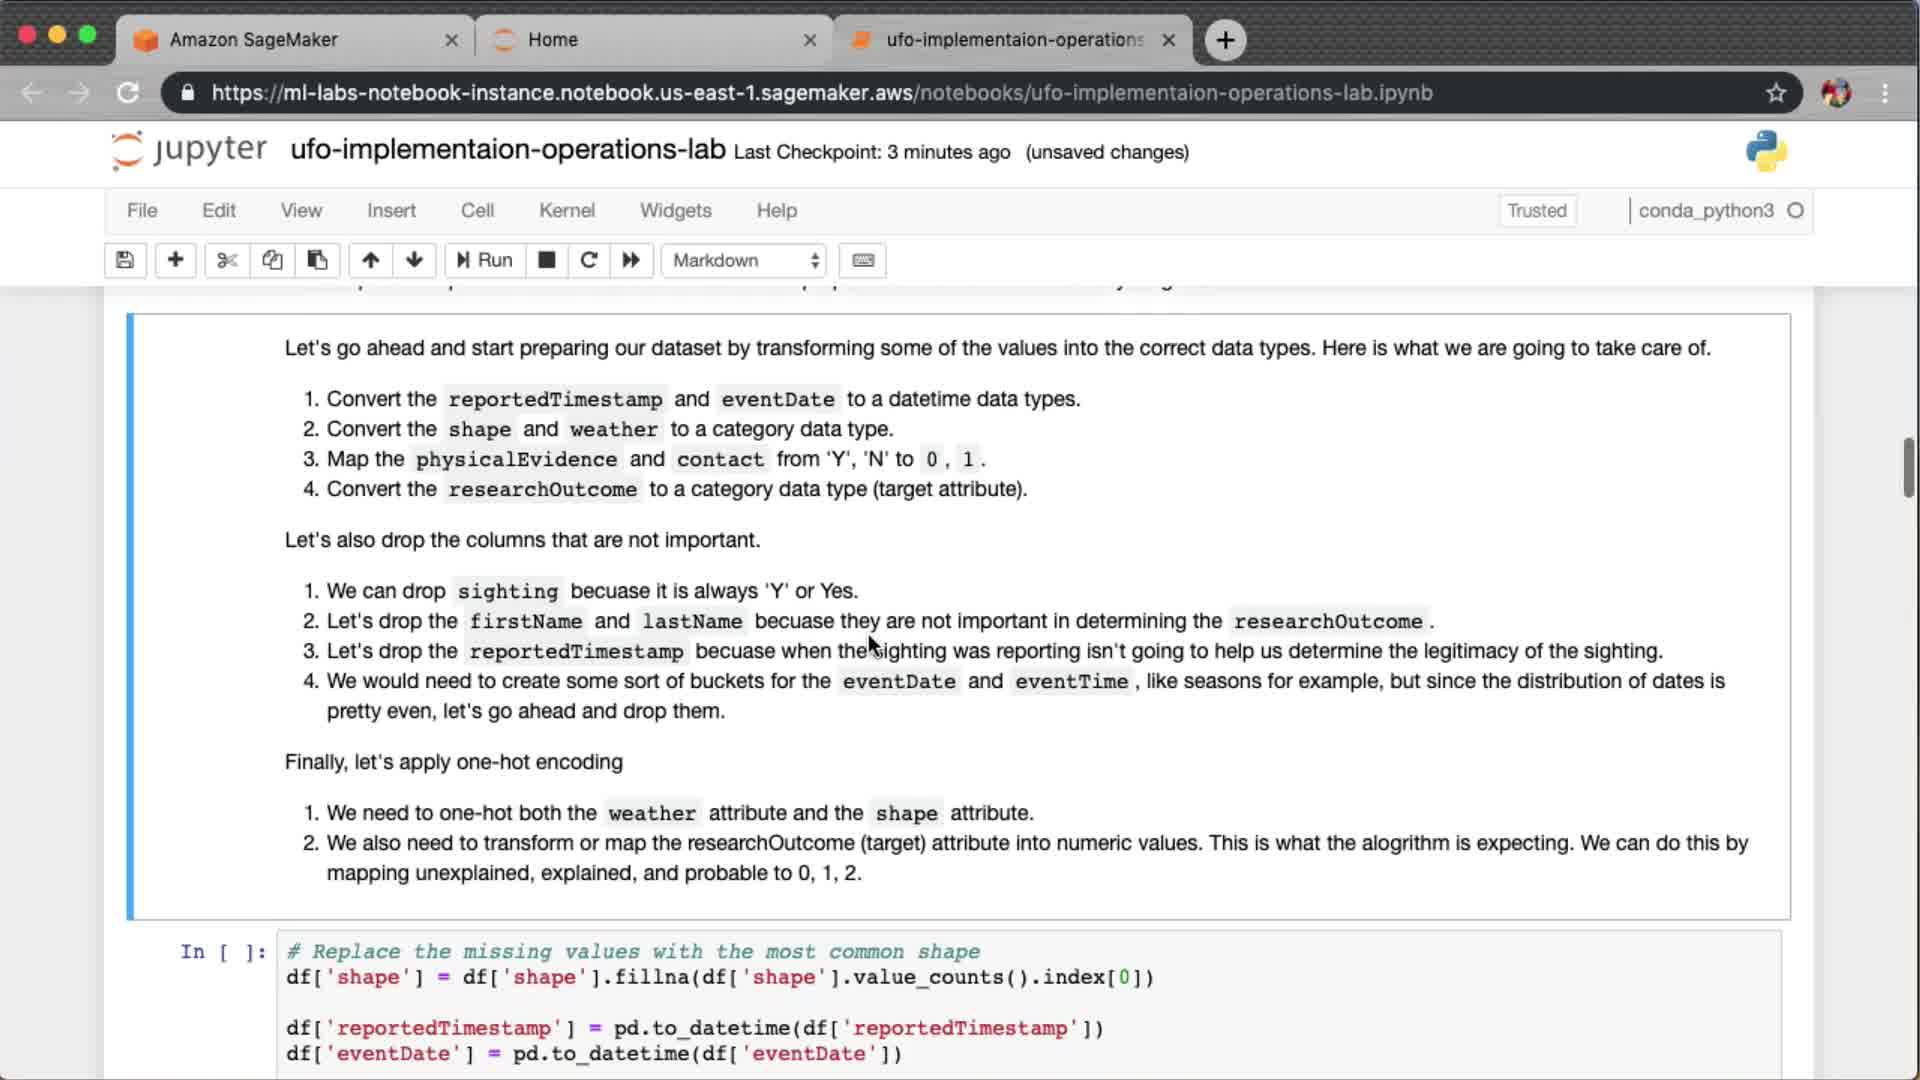 Amazon SageMaker
Home
ufo-implementaion-operations
https://ml-labs-notebook-instance.notebook.us-east-1.sagemaker.aws/notebooks/ufo-implementaion-operations-lab.ipynb
jupyter ufo-implementaion-operations-lab Last Checkpoint: 3 minutes ago (unsaved changes)
File Edit View Insert Cell Kernel Widgets Help Trusted conda_python3
Run Markdown
Let's go ahead and start preparing our dataset by transforming some of the values into the correct data types. Here is what we are going to take care of.
1. Convert the reportedTimestamp and eventDate to a datetime data types.
2. Convert the shape and weather to a category data type.
3. Map the physicalEvidence and contact from 'Y', 'N' to 0, 1.
4. Convert the researchOutcome to a category data type (target attribute).
Let's also drop the columns that are not important.
1. We can drop sighting becuase it is always 'Y' or Yes.
2. Let's drop the firstName and lastName becuase they are not important in determining the researchOutcome.
3. Let's drop the reportedTimestamp becuase when the sighting was reporting isn't going to help us determine the legitimacy of the sighting.
4. We would need to create some sort of buckets for the eventDate and eventTime, like seasons for example, but since the distribution of dates is
pretty even, let's go ahead and drop them.
Finally, let's apply one-hot encoding
1. We need to one-hot both the weather attribute and the shape attribute.
2. We also need to transform or map the researchOutcome (target) attribute into numeric values. This is what the alogrithm is expecting. We can do this by
mapping unexplained, explained, and probable to 0, 1, 2.
In [ ]: # Replace the missing values with the most common shape
df['shape'] = df['shape'].fillna(df['shape'].value_counts().index[0])
df['reportedTimestamp'] = pd.to_datetime(df['reportedTimestamp'])
df['eventDate'] = pd.to_datetime(df['eventDate'])